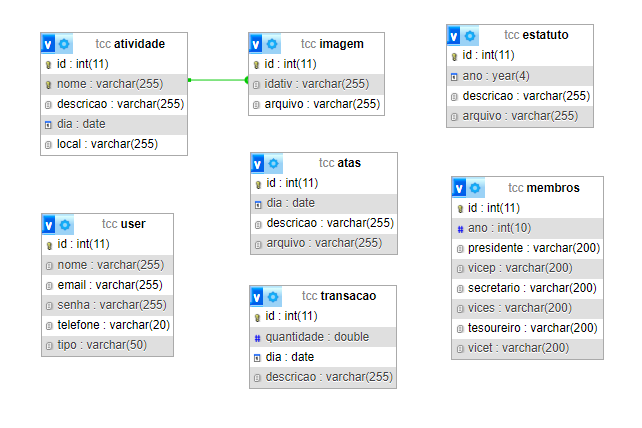 tcc atividade
id : int(11)
nome : varchar(255)
descricao : varchar(255)
dia : date
local : varchar(255)
tcc imagem
id : int(11)
idativ : varchar(255)
arquivo : varchar(255)
tcc estatuto
id : int(11)
ano : year(4)
descricao : varchar(255)
arquivo : varchar(255)
tcc atas
id : int(11)
dia : date
descricao : varchar(255)
arquivo : varchar(255)
tcc membros
id : int(11)
# ano : int(10)
presidente : varchar(200)
vicep : varchar(200)
secretario : varchar(200)
vices : varchar(200)
tesoureiro : varchar(200)
vicet : varchar(200)
tcc user
id : int(11)
nome : varchar(255)
email : varchar(255)
senha : varchar(255)
telefone : varchar(20)
tipo : varchar(50)
tcc transacao
id : int(11)
# quantidade : double
dia : date
descricao : varchar(255)